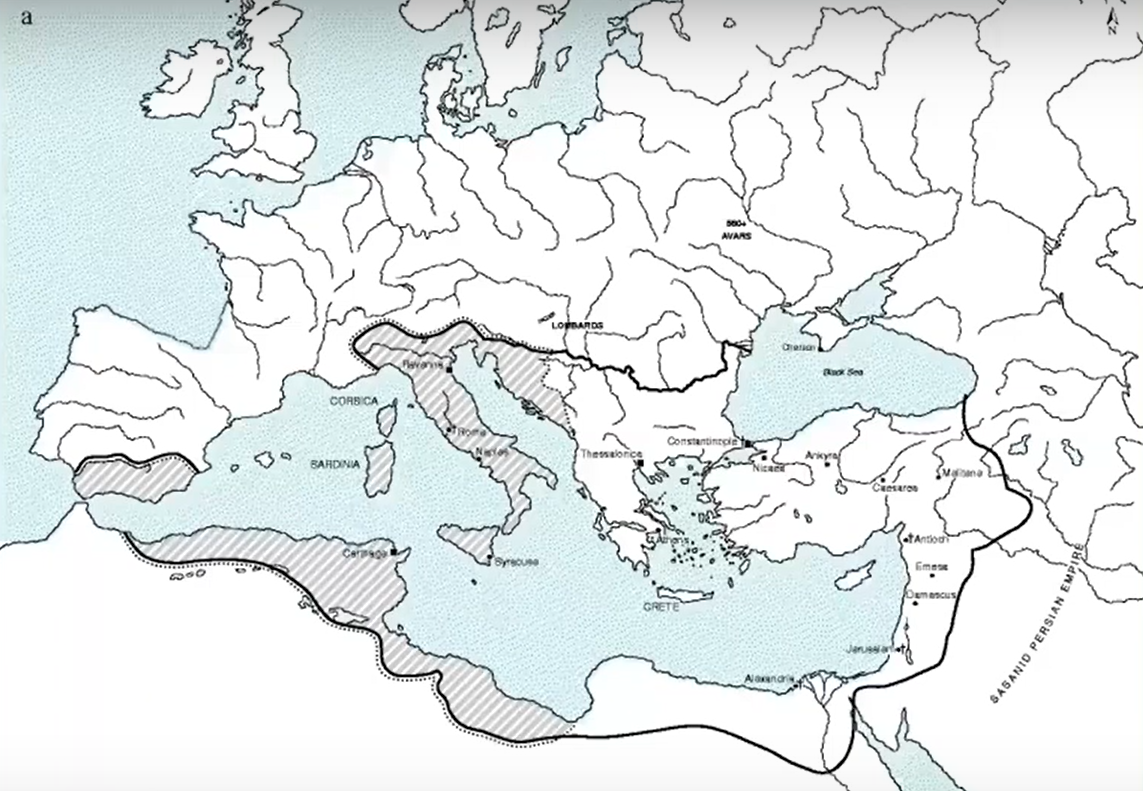 a
N
560+
AVARS
LOMBARDS
Cherson
Black Sea
Ravenna
CORSICA
Roma
Naples
SARDINIA
Constantinople
Thessalonica
Nicaea
Ankyra
Caesarea
Melitene
Carthage
Syracuse
Athens
CRETE
Antioch
Emesa
Damascus
Jerusalem
Alexandria
SASANID PERSIAN EMPIRE